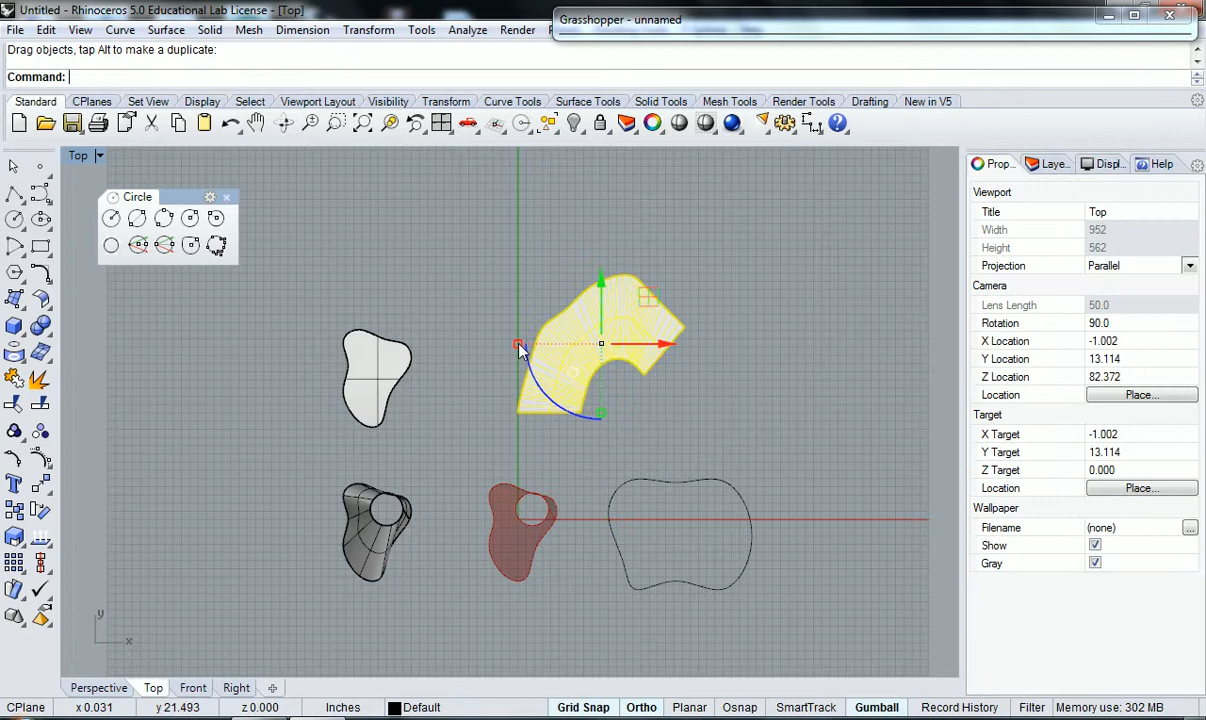 Untitled - Rhinoceros 5.0 Educational Lab License - [Top]
Grasshopper - unnamed
File Edit View Curve Surface Solid Mesh Dimension Transform Tools Analyze Render
Drag objects, tap Alt to make a duplicate:
Command:
Standard CPlanes Set View Display Select Viewport Layout Visibility Transform Curve Tools Surface Tools Solid Tools Mesh Tools Render Tools Drafting New in V5
Top
Circle
Prop... Laye... Displ... Help
Viewport
Title Top
Width 952
Height 562
Projection Parallel
Camera
Lens Length 50.0
Rotation 90.0
X Location -1.002
Y Location 13.114
Z Location 82.372
Location Place...
Target
X Target -1.002
Y Target 13.114
Z Target 0.000
Location Place...
Wallpaper
Filename (none) ...
Show
Gray
y
x
Perspective Top Front Right
CPlane x 0.031 y 21.493 z 0.000 Inches Default Grid Snap Ortho Planar Osnap SmartTrack Gumball Record History Filter Memory use: 302 MB